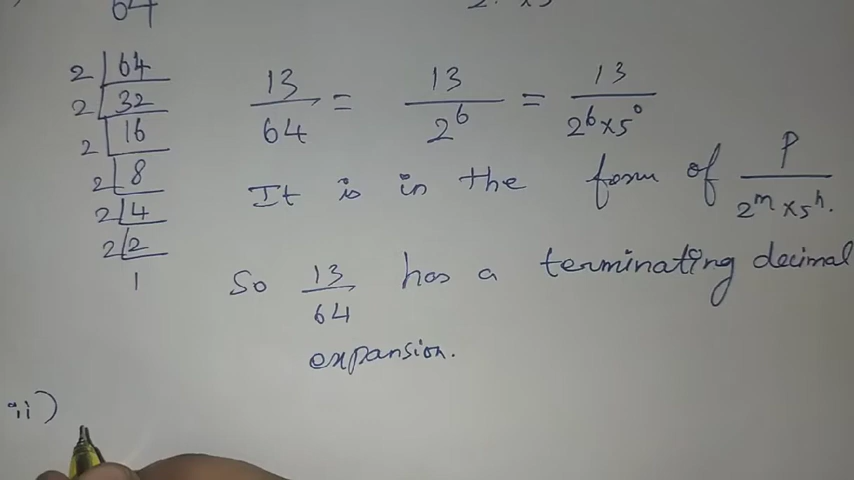 64
2 | 64
2 | 32
2 | 16
2 | 8
2 | 4
2 | 2
1
13/64 = 13/2^6 = 13/2^6×5^0
It is in the form of P/2^m×5^n.
So 13/64 has a terminating decimal
expansion.
ii)